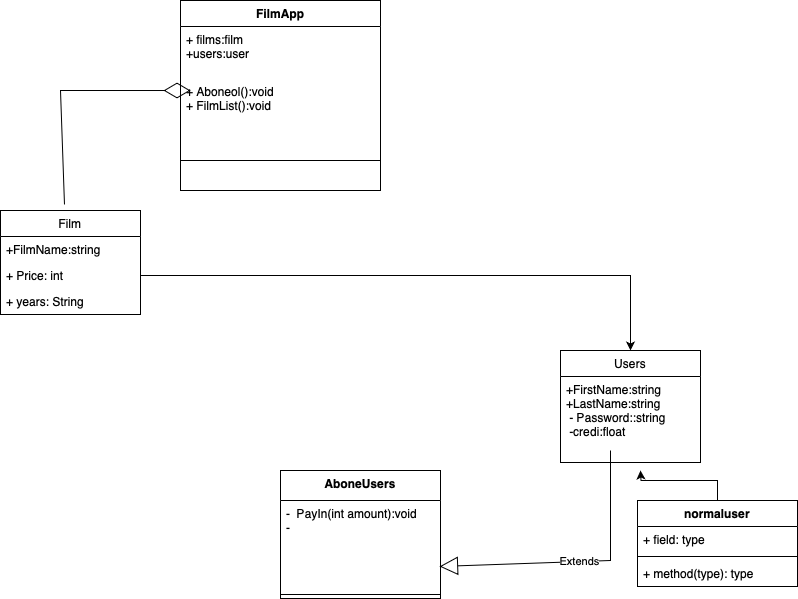 FilmApp
+ films:film
+users:user
+ Aboneol():void
+ FilmList():void
Film
+FilmName:string
+ Price: int
+ years: String
Users
+FirstName:string
+LastName:string
- Password::string
-credi:float
AboneUsers
- PayIn(int amount):void
-
Extends
normaluser
+ field: type
+ method(type): type